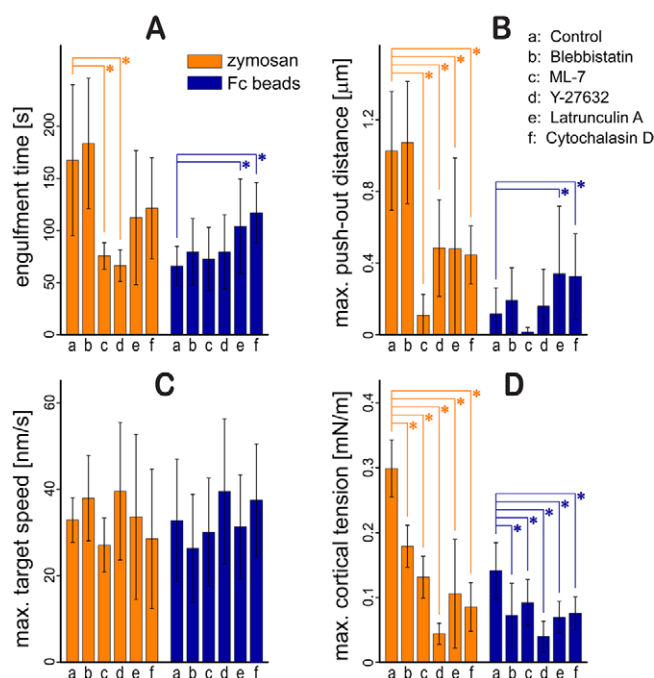 A
zymosan
Fc beads
engulfment time [s]
200
150
100
50
0
* * * *
a b c d e f a b c d e f
B
a: Control
b: Blebbistatin
c: ML-7
d: Y-27632
e: Latrunculin A
f: Cytochalasin D
max. push-out distance [µm]
1.2
0.8
0.4
0
* * * * * *
a b c d e f a b c d e f
C
max. target speed [nm/s]
60
40
20
0
a b c d e f a b c d e f
D
max. cortical tension [mN/m]
0.4
0.3
0.2
0.1
0
* * * * * * * * * *
a b c d e f a b c d e f